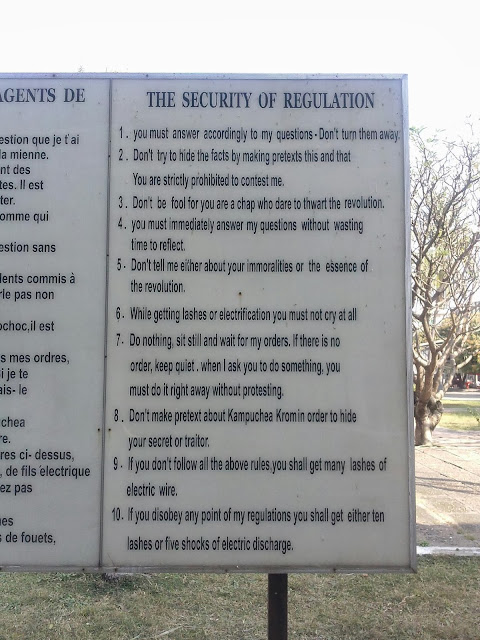 AGENTS DE
estion que je t'ai
la mienne.
nt des
tes. Il est
ter.
omme qui
estion sans
dents commis à
rle pas non
ochoc,il est
s mes ordres,
i je te
ais- le
chea
re.
res ci- dessus,
, de fils électrique
ez pas
ues
s de fouets,
THE SECURITY OF REGULATION
1 . you must answer accordingly to my questions - Don't turn them away.
2 . Don't try to hide the facts by making pretexts this and that
You are strictly prohibited to contest me.
3 . Don't be fool for you are a chap who dare to thwart the revolution.
4 . you must immediately answer my questions without wasting
time to reflect.
5 . Don't tell me either about your immoralities or the essence of
the revolution.
6 . While getting lashes or electrification you must not cry at all
7 . Do nothing, sit still and wait for my orders. If there is no
order, keep quiet . when I ask you to do something, you
must do it right away without protesting.
8 . Don't make pretext about Kampuchea Krom in order to hide
your secret or traitor.
9 . If you don't follow all the above rules,you shall get many lashes of
electric wire.
10. If you disobey any point of my regulations you shall get either ten
lashes or five shocks of electric discharge.